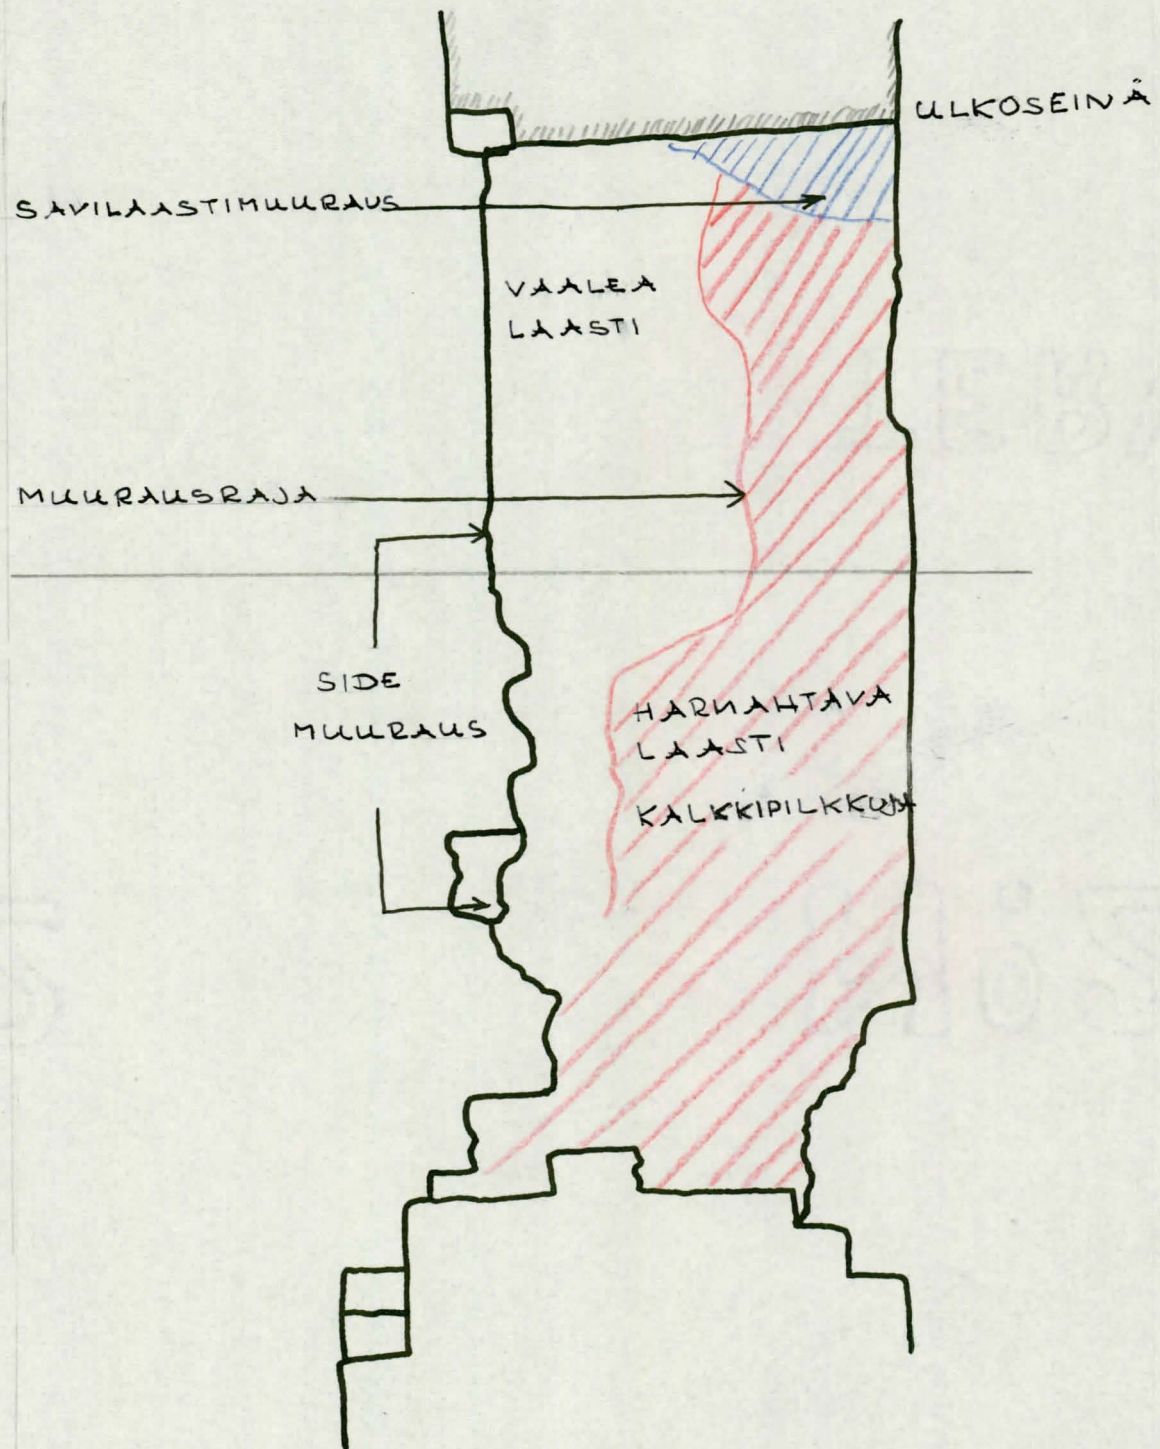 ULKOSEINÄ
SAVILAASTIMUURAUS
VAALEA
LAASTI
MUURAUSRAJA
SIDE
MUURAUS
HARMAHTAVA
LAASTI
KALKKIPILKKUJA